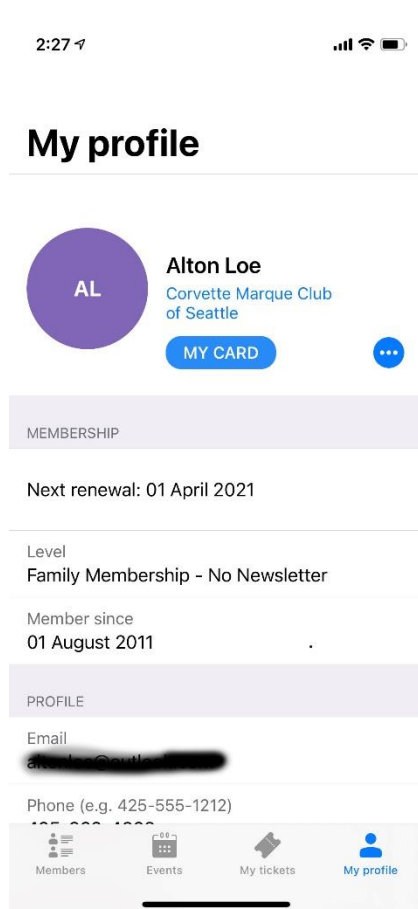 2:27
My profile
AL
Alton Loe
Corvette Marque Club
of Seattle
MY CARD
MEMBERSHIP
Next renewal: 01 April 2021
Level
Family Membership - No Newsletter
Member since
01 August 2011
PROFILE
Email
Phone (e.g. 425-555-1212)
Members
Events
My tickets
My profile